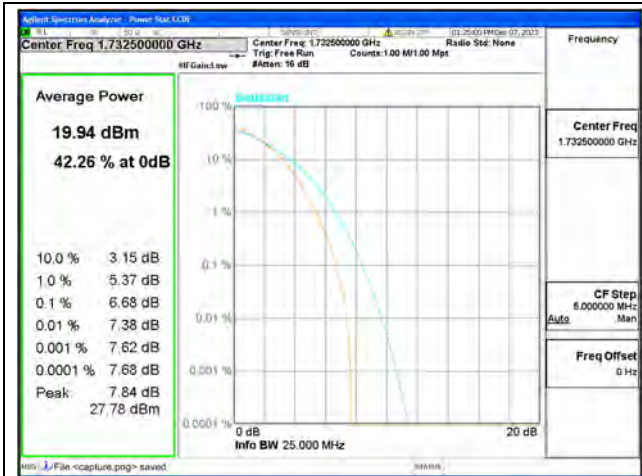 Agilent Spectrum Analyzer - Power Stat CCDF
Center Freq 1.732500000 GHz
Center Freq: 1.732500000 GHz
Trig: Free Run
Counts:1.00 M/1.00 Mpt
#IFGain:Low
#Atten: 16 dB
01:25:00 PM Dec 07, 2023
Radio Std: None
Frequency
Average Power
19.94 dBm
42.26 % at 0dB
10.0 % 3.15 dB
1.0 % 5.37 dB
0.1 % 6.68 dB
0.01 % 7.38 dB
0.001 % 7.62 dB
0.0001 % 7.68 dB
Peak 7.84 dB
27.78 dBm
Gaussian
100 %
10 %
1 %
0.1 %
0.01 %
0.001 %
0.0001 %
0 dB
20 dB
Info BW 25.000 MHz
Center Freq
1.732500000 GHz
CF Step
5.000000 MHz
Auto Man
Freq Offset
0 Hz
MSG File <capture.png> saved
STATUS